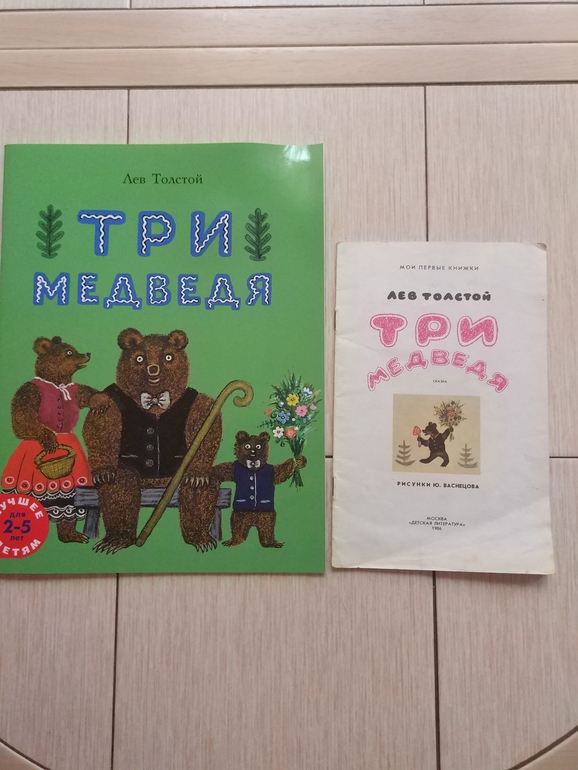 Лев Толстой
ТРИ
МЕДВЕДЯ
ЛУЧШЕЕ
для
2-5
лет
ДЕТЯМ
МОИ ПЕРВЫЕ КНИЖКИ
ЛЕВ ТОЛСТОЙ
ТРИ
МЕДВЕДЯ
СКАЗКА
РИСУНКИ Ю. ВАСНЕЦОВА
МОСКВА
«ДЕТСКАЯ ЛИТЕРАТУРА»
1986